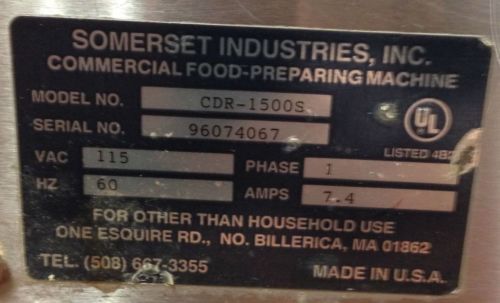 SOMERSET INDUSTRIES, INC.
COMMERCIAL FOOD-PREPARING MACHINE
MODEL NO. CDR-1500S
SERIAL NO. 96074067
UL
LISTED
VAC 115 PHASE 1
HZ 60 AMPS 7.4
FOR OTHER THAN HOUSEHOLD USE
ONE ESQUIRE RD., NO. BILLERICA, MA 01862
TEL. (508) 667-3355 MADE IN U.S.A.